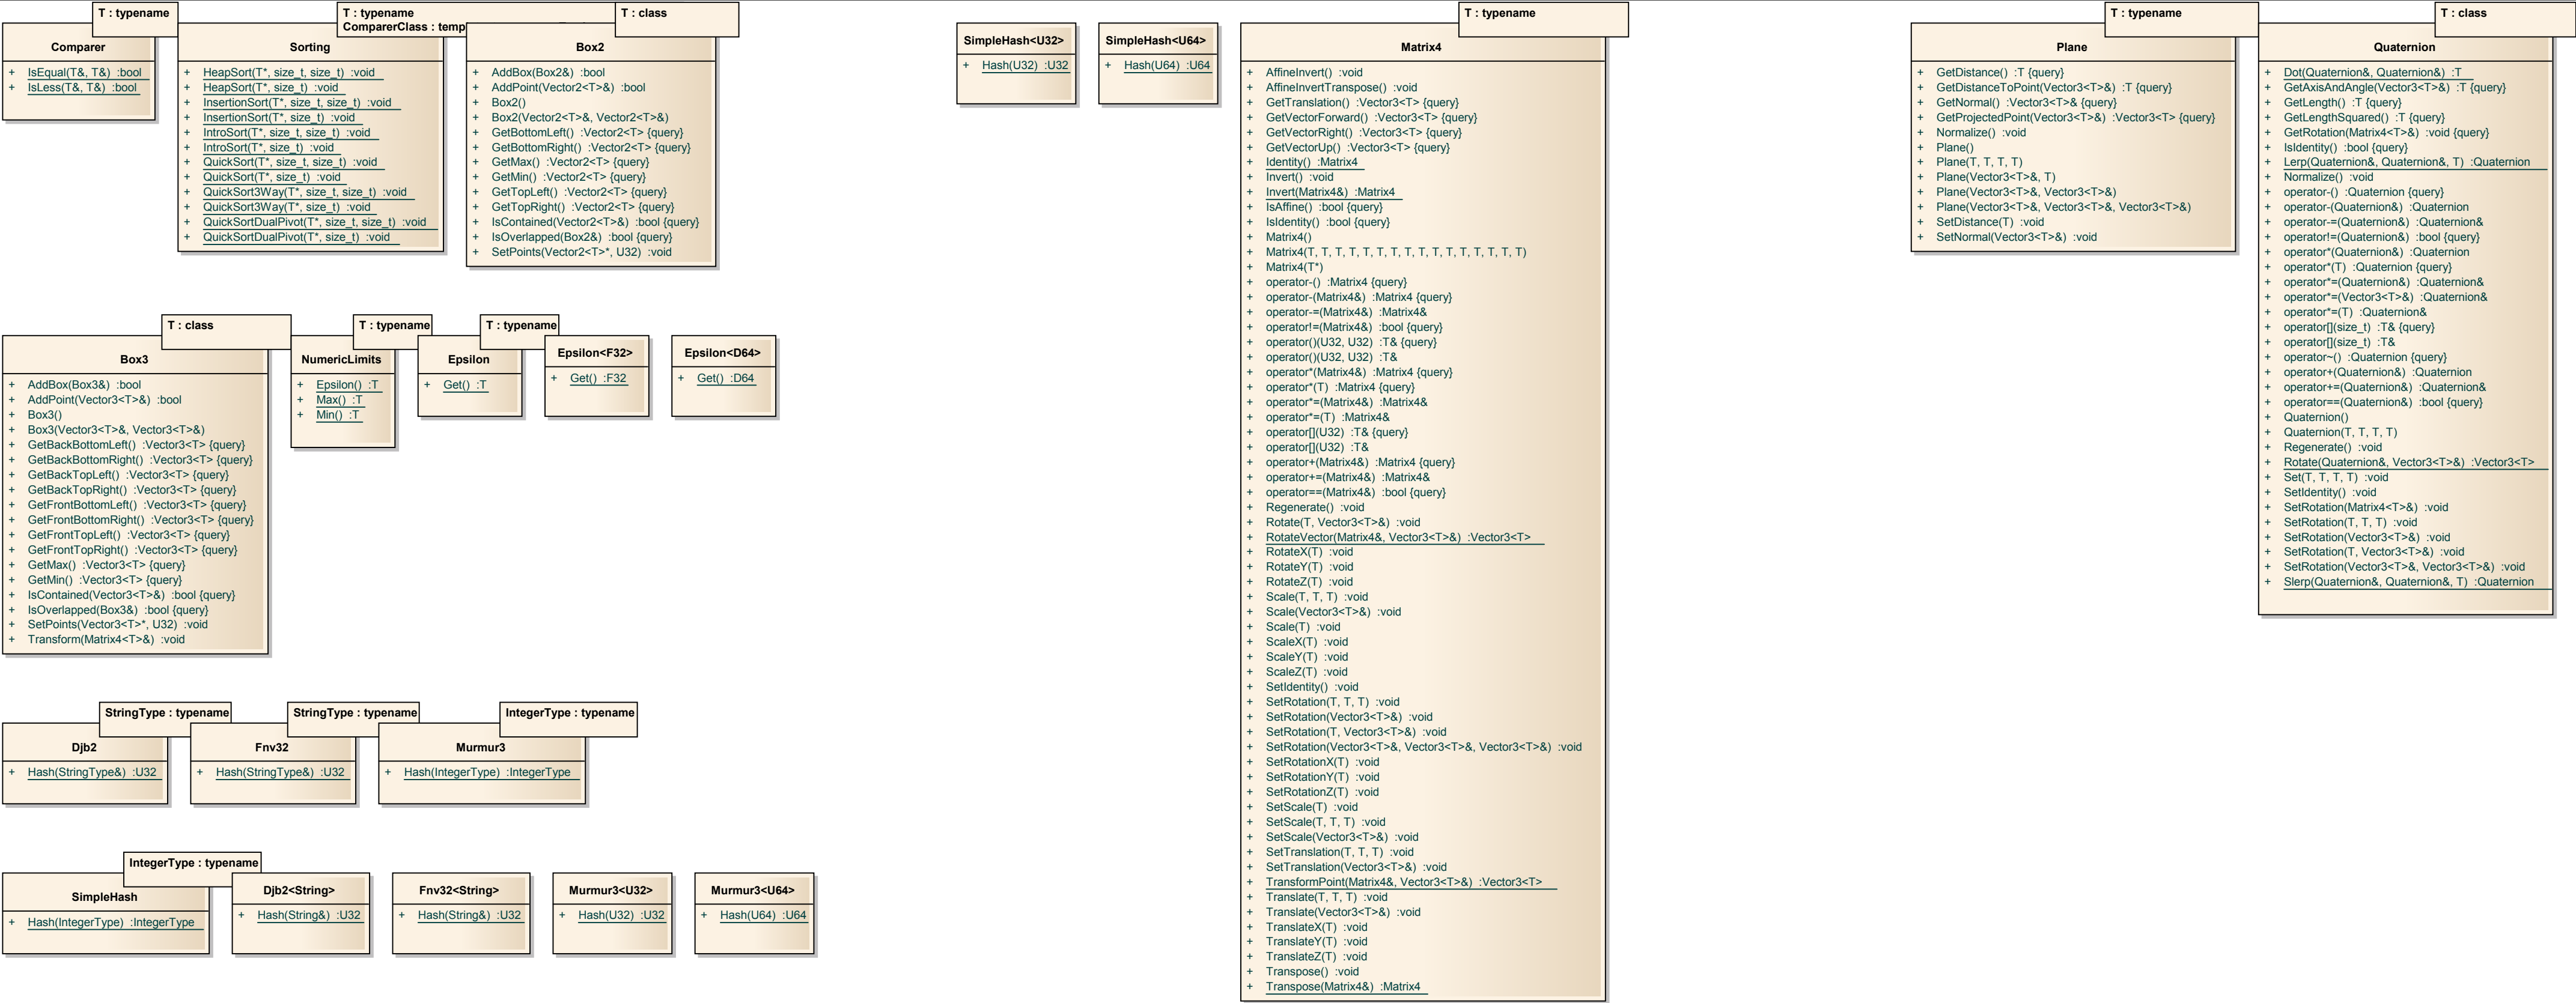 T : typename
Comparer
+ IsEqual(T&, T&) :bool
+ IsLess(T&, T&) :bool
T : typename
ComparerClass : temp
Sorting
+ HeapSort(T*, size_t, size_t) :void
+ HeapSort(T*, size_t) :void
+ InsertionSort(T*, size_t, size_t) :void
+ InsertionSort(T*, size_t) :void
+ IntroSort(T*, size_t, size_t) :void
+ IntroSort(T*, size_t) :void
+ QuickSort(T*, size_t, size_t) :void
+ QuickSort(T*, size_t) :void
+ QuickSort3Way(T*, size_t, size_t) :void
+ QuickSort3Way(T*, size_t) :void
+ QuickSortDualPivot(T*, size_t, size_t) :void
+ QuickSortDualPivot(T*, size_t) :void
T : class
Box2
+ AddBox(Box2&) :bool
+ AddPoint(Vector2<T>&) :bool
+ Box2()
+ Box2(Vector2<T>&, Vector2<T>&)
+ GetBottomLeft() :Vector2<T> {query}
+ GetBottomRight() :Vector2<T> {query}
+ GetMax() :Vector2<T> {query}
+ GetMin() :Vector2<T> {query}
+ GetTopLeft() :Vector2<T> {query}
+ GetTopRight() :Vector2<T> {query}
+ IsContained(Vector2<T>&) :bool {query}
+ IsOverlapped(Box2&) :bool {query}
+ SetPoints(Vector2<T>*, U32) :void
SimpleHash<U32>
+ Hash(U32) :U32
SimpleHash<U64>
+ Hash(U64) :U64
T : typename
Matrix4
+ AffineInvert() :void
+ AffineInvertTranspose() :void
+ GetTranslation() :Vector3<T> {query}
+ GetVectorForward() :Vector3<T> {query}
+ GetVectorRight() :Vector3<T> {query}
+ GetVectorUp() :Vector3<T> {query}
+ Identity() :Matrix4
+ Invert() :void
+ Invert(Matrix4&) :Matrix4
+ IsAffine() :bool {query}
+ IsIdentity() :bool {query}
+ Matrix4()
+ Matrix4(T, T, T, T, T, T, T, T, T, T, T, T, T, T, T, T)
+ Matrix4(T*)
+ operator-() :Matrix4 {query}
+ operator-(Matrix4&) :Matrix4 {query}
+ operator-=(Matrix4&) :Matrix4&
+ operator!=(Matrix4&) :bool {query}
+ operator()(U32, U32) :T& {query}
+ operator()(U32, U32) :T&
+ operator*(Matrix4&) :Matrix4 {query}
+ operator*(T) :Matrix4 {query}
+ operator*=(Matrix4&) :Matrix4&
+ operator*=(T) :Matrix4&
+ operator[](U32) :T& {query}
+ operator[](U32) :T&
+ operator+(Matrix4&) :Matrix4 {query}
+ operator+=(Matrix4&) :Matrix4&
+ operator==(Matrix4&) :bool {query}
+ Regenerate() :void
+ Rotate(T, Vector3<T>&) :void
+ RotateVector(Matrix4&, Vector3<T>&) :Vector3<T>
+ RotateX(T) :void
+ RotateY(T) :void
+ RotateZ(T) :void
+ Scale(T, T, T) :void
+ Scale(Vector3<T>&) :void
+ Scale(T) :void
+ ScaleX(T) :void
+ ScaleY(T) :void
+ ScaleZ(T) :void
+ SetIdentity() :void
+ SetRotation(T, T, T) :void
+ SetRotation(Vector3<T>&) :void
+ SetRotation(T, Vector3<T>&) :void
+ SetRotation(Vector3<T>&, Vector3<T>&, Vector3<T>&) :void
+ SetRotationX(T) :void
+ SetRotationY(T) :void
+ SetRotationZ(T) :void
+ SetScale(T) :void
+ SetScale(T, T, T) :void
+ SetScale(Vector3<T>&) :void
+ SetTranslation(T, T, T) :void
+ SetTranslation(Vector3<T>&) :void
+ TransformPoint(Matrix4&, Vector3<T>&) :Vector3<T>
+ Translate(T, T, T) :void
+ Translate(Vector3<T>&) :void
+ TranslateX(T) :void
+ TranslateY(T) :void
+ TranslateZ(T) :void
+ Transpose() :void
+ Transpose(Matrix4&) :Matrix4
T : typename
Plane
+ GetDistance() :T {query}
+ GetDistanceToPoint(Vector3<T>&) :T {query}
+ GetNormal() :Vector3<T>& {query}
+ GetProjectedPoint(Vector3<T>&) :Vector3<T> {query}
+ Normalize() :void
+ Plane()
+ Plane(T, T, T, T)
+ Plane(Vector3<T>&, T)
+ Plane(Vector3<T>&, Vector3<T>&)
+ Plane(Vector3<T>&, Vector3<T>&, Vector3<T>&)
+ SetDistance(T) :void
+ SetNormal(Vector3<T>&) :void
T : class
Quaternion
+ Dot(Quaternion&, Quaternion&) :T
+ GetAxisAndAngle(Vector3<T>&) :T {query}
+ GetLength() :T {query}
+ GetLengthSquared() :T {query}
+ GetRotation(Matrix4<T>&) :void {query}
+ IsIdentity() :bool {query}
+ Lerp(Quaternion&, Quaternion&, T) :Quaternion
+ Normalize() :void
+ operator-() :Quaternion {query}
+ operator-(Quaternion&) :Quaternion
+ operator-=(Quaternion&) :Quaternion&
+ operator!=(Quaternion&) :bool {query}
+ operator*(Quaternion&) :Quaternion
+ operator*(T) :Quaternion {query}
+ operator*=(Quaternion&) :Quaternion&
+ operator*=(Vector3<T>&) :Quaternion&
+ operator*=(T) :Quaternion&
+ operator[](size_t) :T& {query}
+ operator[](size_t) :T&
+ operator~() :Quaternion {query}
+ operator+(Quaternion&) :Quaternion
+ operator+=(Quaternion&) :Quaternion&
+ operator==(Quaternion&) :bool {query}
+ Quaternion()
+ Quaternion(T, T, T, T)
+ Regenerate() :void
+ Rotate(Quaternion&, Vector3<T>&) :Vector3<T>
+ Set(T, T, T, T) :void
+ SetIdentity() :void
+ SetRotation(Matrix4<T>&) :void
+ SetRotation(T, T, T) :void
+ SetRotation(Vector3<T>&) :void
+ SetRotation(T, Vector3<T>&) :void
+ SetRotation(Vector3<T>&, Vector3<T>&) :void
+ Slerp(Quaternion&, Quaternion&, T) :Quaternion
T : class
Box3
+ AddBox(Box3&) :bool
+ AddPoint(Vector3<T>&) :bool
+ Box3()
+ Box3(Vector3<T>&, Vector3<T>&)
+ GetBackBottomLeft() :Vector3<T> {query}
+ GetBackBottomRight() :Vector3<T> {query}
+ GetBackTopLeft() :Vector3<T> {query}
+ GetBackTopRight() :Vector3<T> {query}
+ GetFrontBottomLeft() :Vector3<T> {query}
+ GetFrontBottomRight() :Vector3<T> {query}
+ GetFrontTopLeft() :Vector3<T> {query}
+ GetFrontTopRight() :Vector3<T> {query}
+ GetMax() :Vector3<T> {query}
+ GetMin() :Vector3<T> {query}
+ IsContained(Vector3<T>&) :bool {query}
+ IsOverlapped(Box3&) :bool {query}
+ SetPoints(Vector3<T>*, U32) :void
+ Transform(Matrix4<T>&) :void
T : typename
NumericLimits
+ Epsilon() :T
+ Max() :T
+ Min() :T
T : typename
Epsilon
+ Get() :T
Epsilon<F32>
+ Get() :F32
Epsilon<D64>
+ Get() :D64
StringType : typename
Djb2
+ Hash(StringType&) :U32
StringType : typename
Fnv32
+ Hash(StringType&) :U32
IntegerType : typename
Murmur3
+ Hash(IntegerType) :IntegerType
IntegerType : typename
SimpleHash
+ Hash(IntegerType) :IntegerType
Djb2<String>
+ Hash(String&) :U32
Fnv32<String>
+ Hash(String&) :U32
Murmur3<U32>
+ Hash(U32) :U32
Murmur3<U64>
+ Hash(U64) :U64